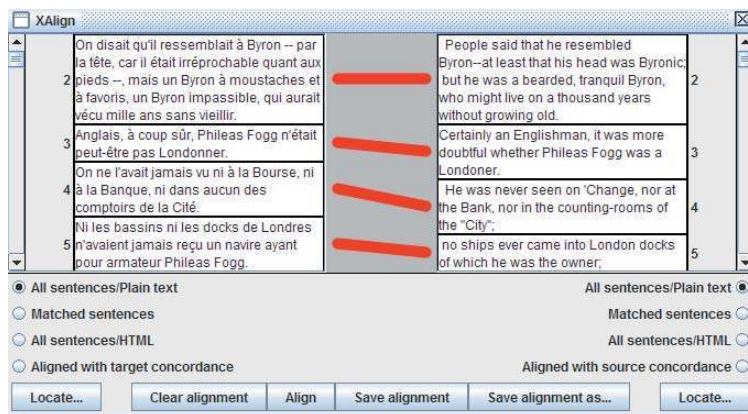 XAlign
On disait qu'il ressemblait à Byron -- par
la tête, car il était irréprochable quant aux
2 pieds --, mais un Byron à moustaches et
à favoris, un Byron impassible, qui aurait
vécu mille ans sans vieillir.
3 Anglais, à coup sûr, Phileas Fogg n'était
peut-être pas Londonner.
On ne l'avait jamais vu ni à la Bourse, ni
4 à la Banque, ni dans aucun des
comptoirs de la Cité.
Ni les bassins ni les docks de Londres
5 n'avaient jamais reçu un navire ayant
pour armateur Phileas Fogg.
People said that he resembled
Byron--at least that his head was Byronic;
but he was a bearded, tranquil Byron, 2
who might live on a thousand years
without growing old.
Certainly an Englishman, it was more
doubtful whether Phileas Fogg was a 3
Londoner.
He was never seen on 'Change, nor at
the Bank, nor in the counting-rooms of 4
the "City";
no ships ever came into London docks
of which he was the owner; 5
All sentences/Plain text
Matched sentences
All sentences/HTML
Aligned with target concordance
All sentences/Plain text
Matched sentences
All sentences/HTML
Aligned with source concordance
Locate... Clear alignment Align Save alignment Save alignment as... Locate...